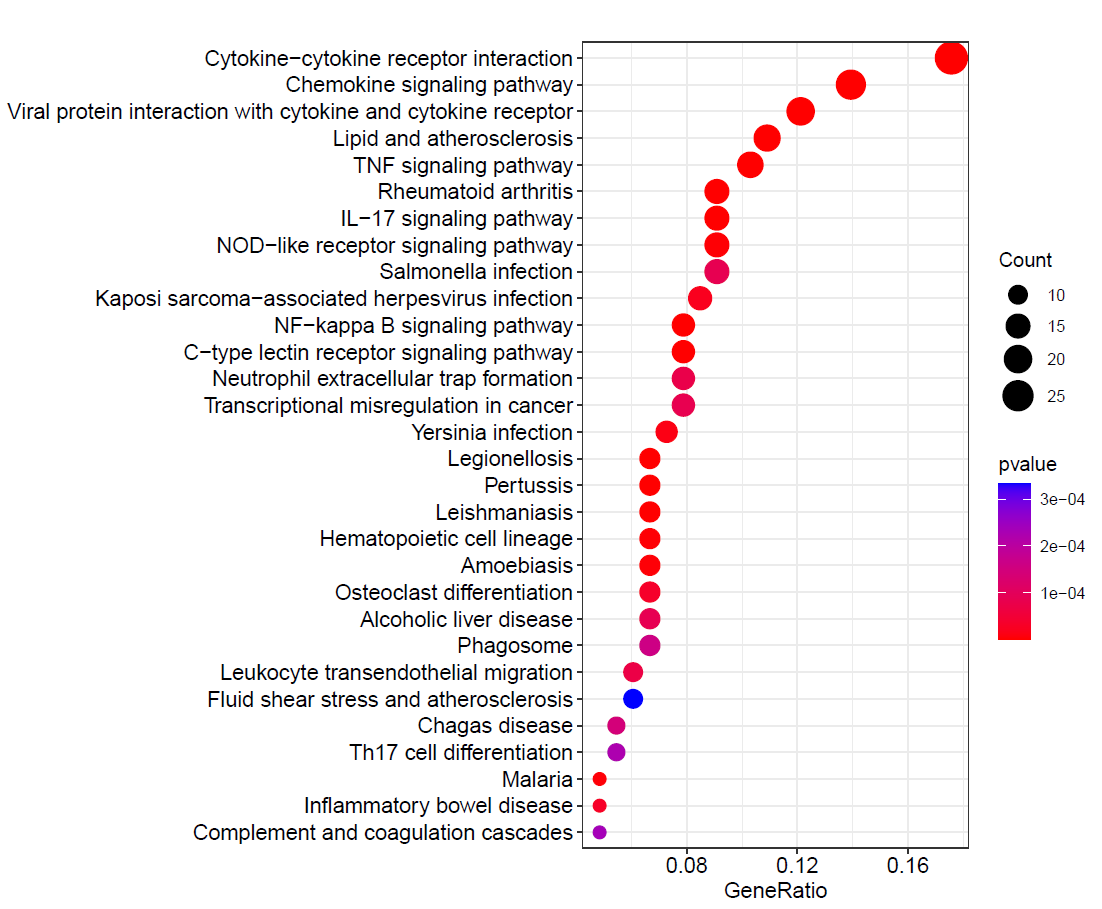 Cytokine−cytokine receptor interaction
Chemokine signaling pathway
Viral protein interaction with cytokine and cytokine receptor
Lipid and atherosclerosis
TNF signaling pathway
Rheumatoid arthritis
IL−17 signaling pathway
NOD−like receptor signaling pathway
Salmonella infection
Kaposi sarcoma−associated herpesvirus infection
NF−kappa B signaling pathway
C−type lectin receptor signaling pathway
Neutrophil extracellular trap formation
Transcriptional misregulation in cancer
Yersinia infection
Legionellosis
Pertussis
Leishmaniasis
Hematopoietic cell lineage
Amoebiasis
Osteoclast differentiation
Alcoholic liver disease
Phagosome
Leukocyte transendothelial migration
Fluid shear stress and atherosclerosis
Chagas disease
Th17 cell differentiation
Malaria
Inflammatory bowel disease
Complement and coagulation cascades
0.08 0.12 0.16
GeneRatio
Count
10
15
20
25
pvalue
3e−04
2e−04
1e−04